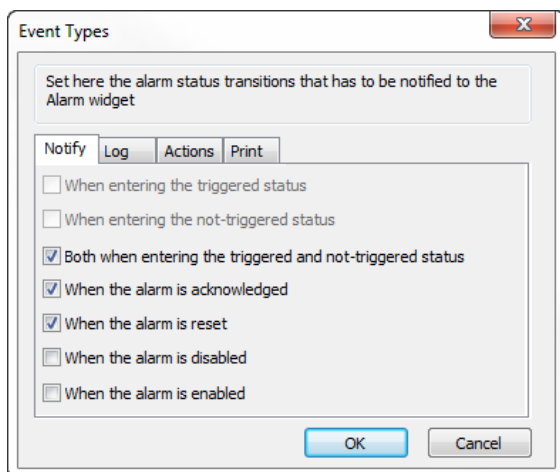 Event Types
X
Set here the alarm status transitions that has to be notified to the
Alarm widget
Notify Log Actions Print
When entering the triggered status
When entering the not-triggered status
Both when entering the triggered and not-triggered status
When the alarm is acknowledged
When the alarm is reset
When the alarm is disabled
When the alarm is enabled
OK Cancel